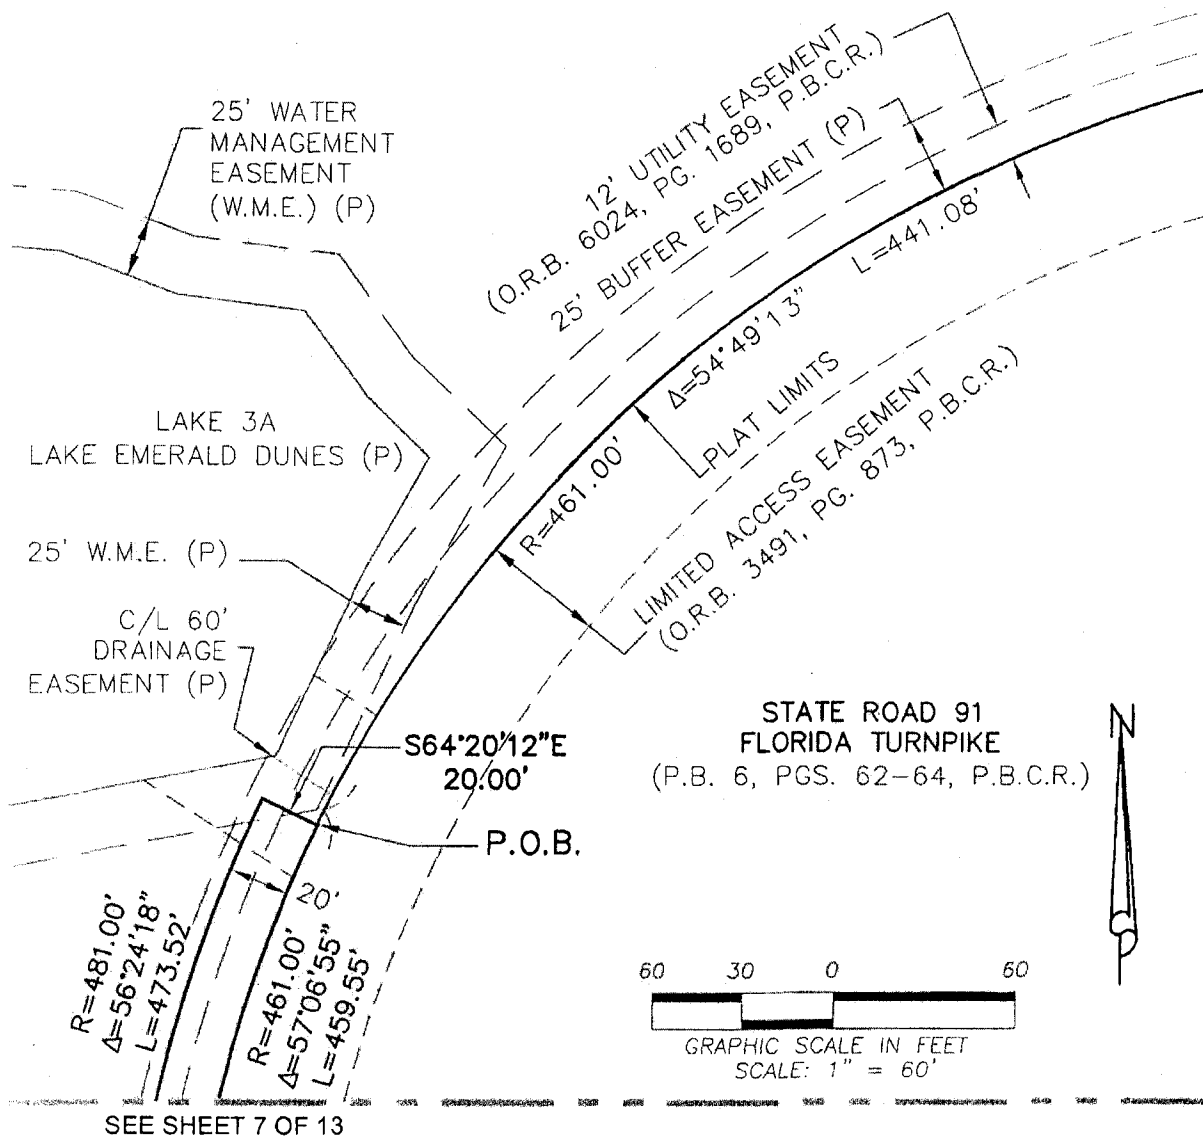 12' UTILITY EASEMENT
(O.R.B. 6024, PG. 1689, P.B.C.R.)
25' BUFFER EASEMENT (P)
25' WATER
MANAGEMENT
EASEMENT
(W.M.E.) (P)
L=441.08'
Δ=54°49'13"
R=461.00'
PLAT LIMITS
LIMITED ACCESS EASEMENT
(O.R.B. 3491, PG. 873, P.B.C.R.)
LAKE 3A
LAKE EMERALD DUNES (P)
25' W.M.E. (P)
C/L 60'
DRAINAGE
EASEMENT (P)
S64°20'12"E
20.00'
STATE ROAD 91
FLORIDA TURNPIKE
(P.B. 6, PGS. 62-64, P.B.C.R.)
N
P.O.B.
20'
R=481.00'
Δ=56°24'18"
L=473.52'
R=461.00'
Δ=57°06'55"
L=459.55'
60 30 0 60
GRAPHIC SCALE IN FEET
SCALE: 1" = 60'
SEE SHEET 7 OF 13